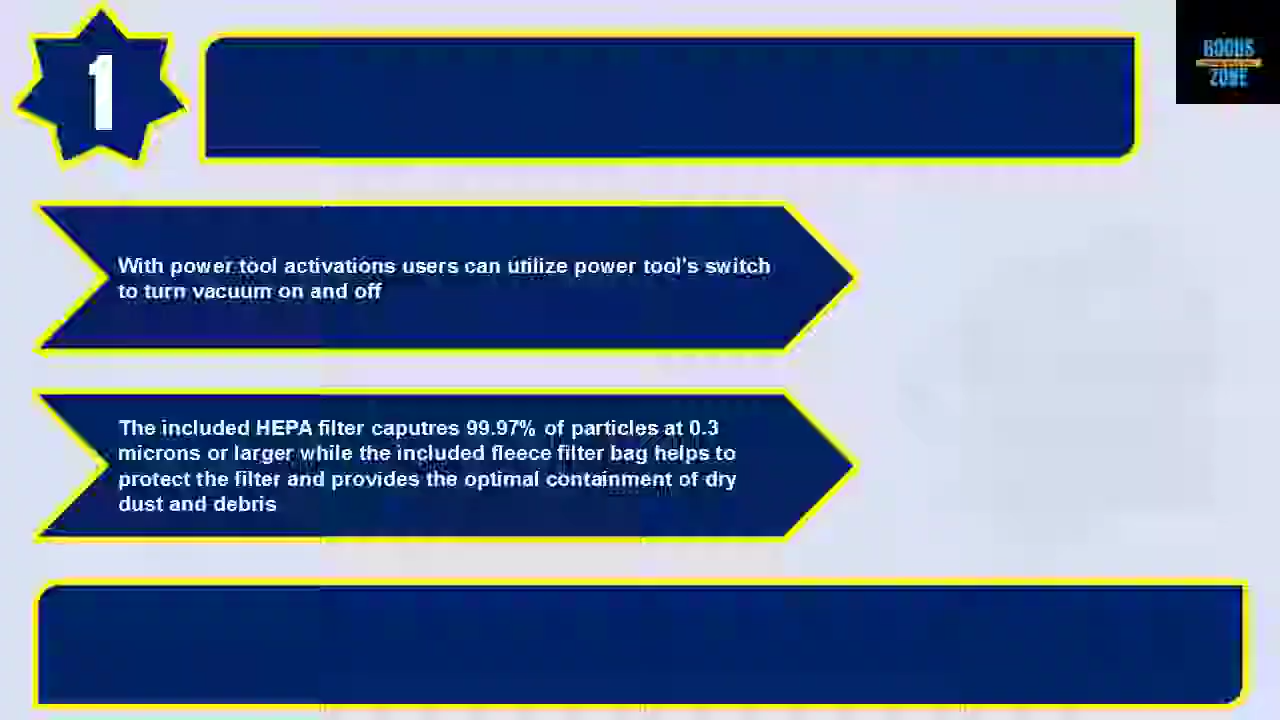 1
BOOUS
ZONE
With power tool activations users can utilize power tool's switch
to turn vacuum on and off
The included HEPA filter caputres 99.97% of particles at 0.3
microns or larger while the included fleece filter bag helps to
protect the filter and provides the optimal containment of dry
dust and debris